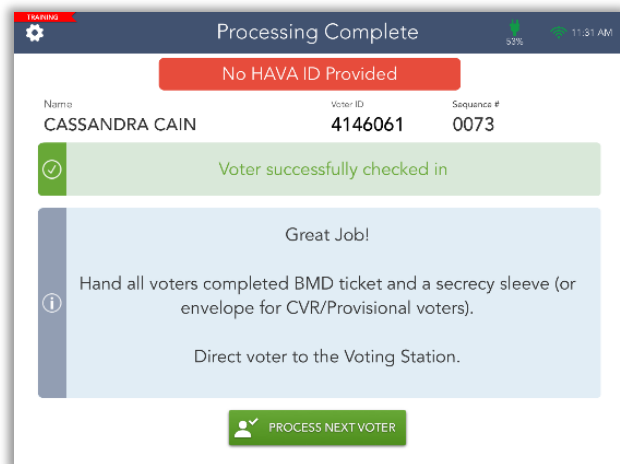 TRAINING
Processing Complete
53%
11:31 AM
No HAVA ID Provided
Name
Voter ID
Sequence #
CASSANDRA CAIN
4146061
0073
Voter successfully checked in
Great Job!
Hand all voters completed BMD ticket and a secrecy sleeve (or
envelope for CVR/Provisional voters).
Direct voter to the Voting Station.
PROCESS NEXT VOTER